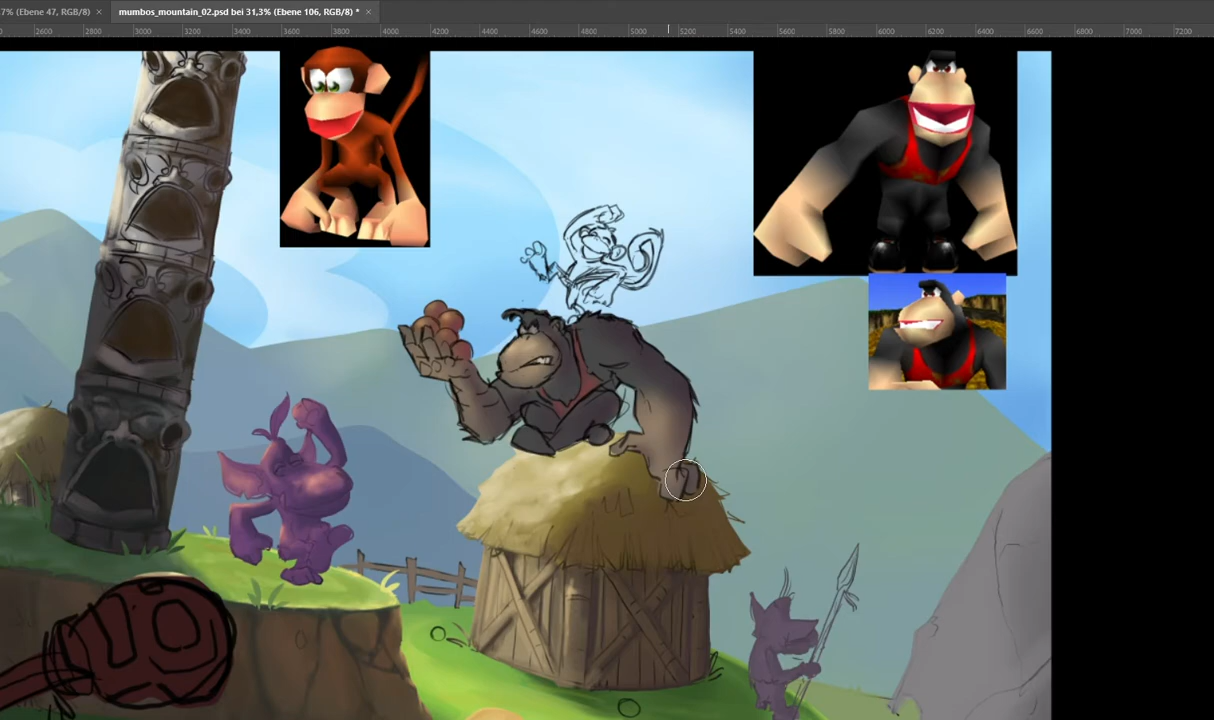 7% (Ebene 47, RGB/8) × mumbos_mountain_02.psd bei 31,3% (Ebene 106, RGB/8) * ×
2600 2800 3000 3200 3400 3600 3800 4000 4200 4400 4600 4800 5000 5200 5400 5600 5800 6000 6200 6400 6600 6800 7000 7200